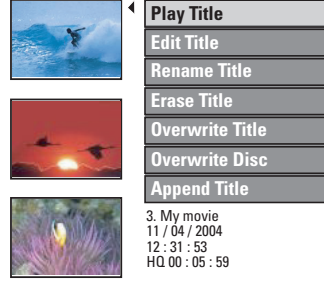 Play Title
Edit Title
Rename Title
Erase Title
Overwrite Title
Overwrite Disc
Append Title
3. My movie
11 / 04 / 2004
12 : 31 : 53
HQ 00 : 05 : 59